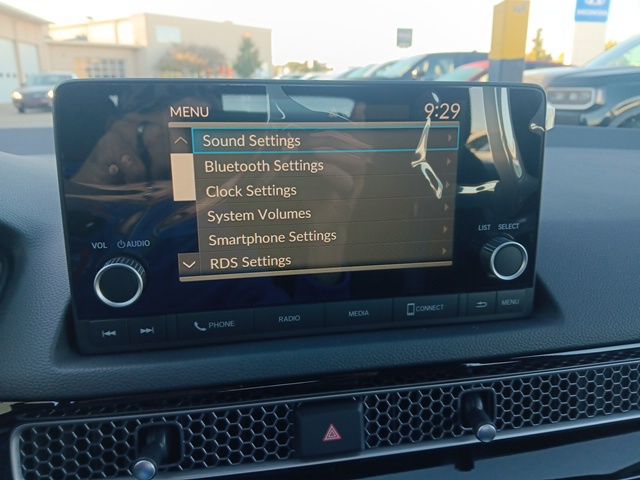 HONDA
MENU 9:29
Sound Settings
Bluetooth Settings
Clock Settings
System Volumes
Smartphone Settings
RDS Settings
VOL AUDIO
LIST SELECT
PHONE RADIO MEDIA CONNECT MENU